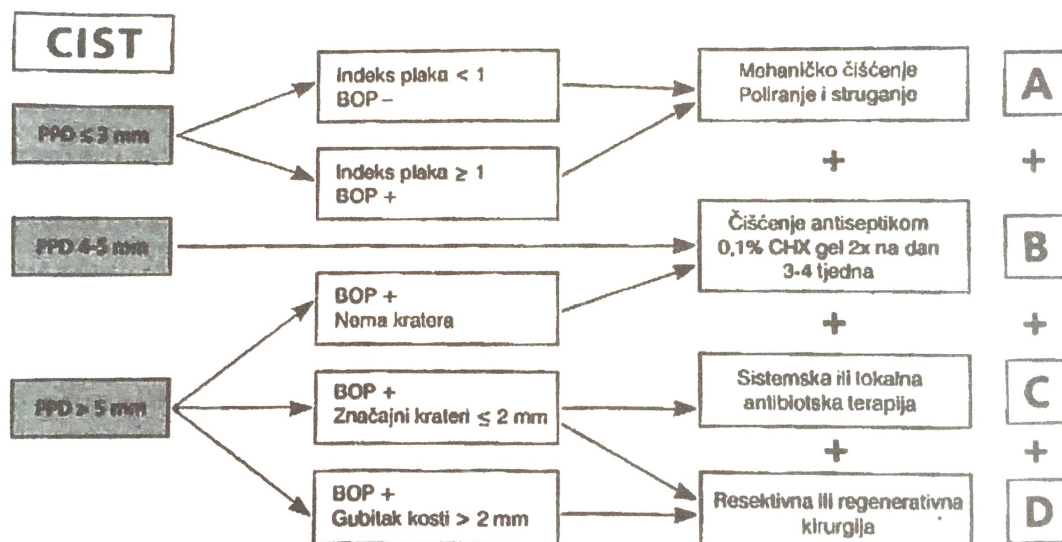 CIST
PPD ≤ 3 mm
Indeks plaka < 1
BOP –
Indeks plaka ≥ 1
BOP +
Mehaničko čišćenje
Poliranje i struganje
A
+
+
PPD 4-5 mm
Čišćenje antiseptikom
0,1% CHX gel 2x na dan
3-4 tjedna
B
+
+
PPD > 5 mm
BOP +
Nema kratera
BOP +
Značajni krateri ≤ 2 mm
Sistemska ili lokalna
antibiotska terapija
C
+
+
BOP +
Gubitak kosti > 2 mm
Resektivna ili regenerativna
kirurgija
D